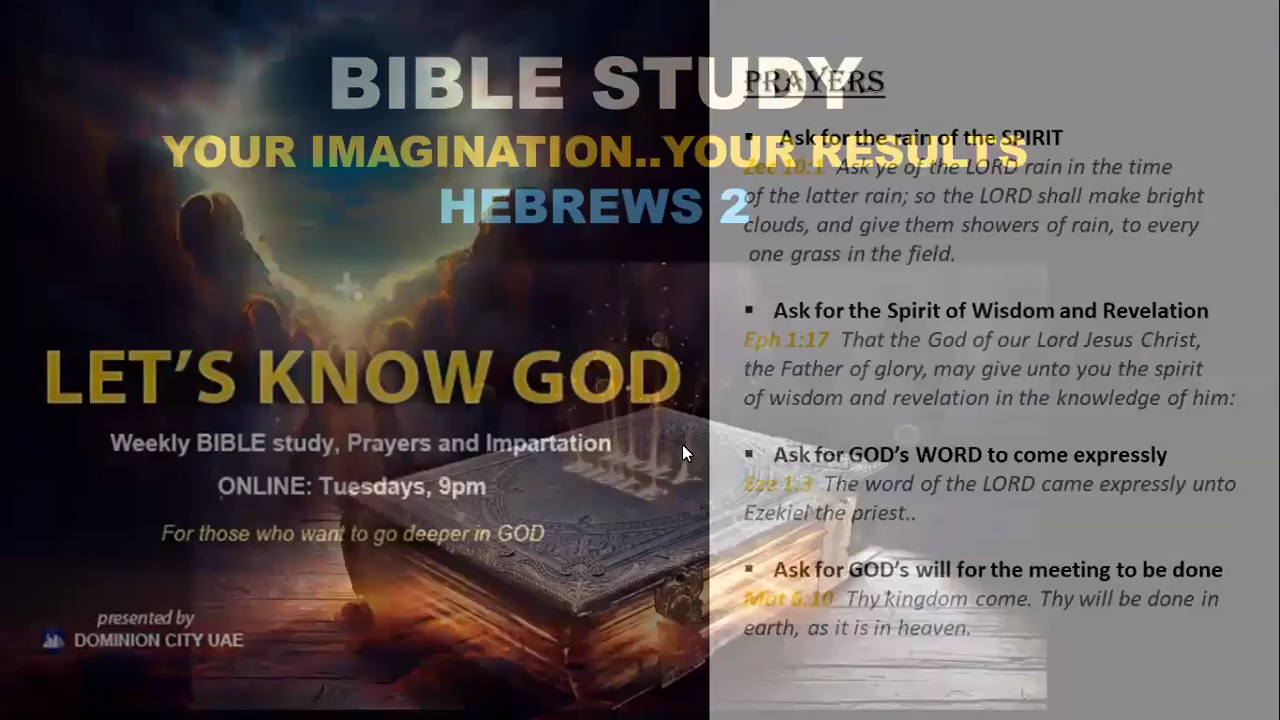 BIBLE STUDY
YOUR IMAGINATION..YOUR RESULTS
HEBREWS 2
LET'S KNOW GOD
Weekly BIBLE study, Prayers and Impartation
ONLINE: Tuesdays, 9pm
For those who want to go deeper in GOD
presented by
DOMINION CITY UAE
PRAYERS
▪ Ask for the rain of the SPIRIT
Zec 10:1 Ask ye of the LORD rain in the time
of the latter rain; so the LORD shall make bright
clouds, and give them showers of rain, to every
one grass in the field.
▪ Ask for the Spirit of Wisdom and Revelation
Eph 1:17 That the God of our Lord Jesus Christ,
the Father of glory, may give unto you the spirit
of wisdom and revelation in the knowledge of him:
▪ Ask for GOD's WORD to come expressly
Eze 1:3 The word of the LORD came expressly unto
Ezekiel the priest..
▪ Ask for GOD's will for the meeting to be done
Mat 6:10 Thy kingdom come. Thy will be done in
earth, as it is in heaven.